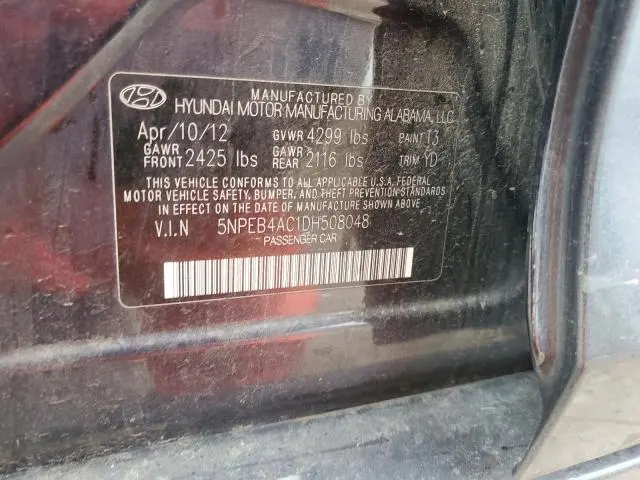 MANUFACTURED BY
HYUNDAI MOTOR MANUFACTURING ALABAMA, LLC
Apr/10/12 GVWR 4299 lbs PAINT T3
GAWR FRONT 2425 lbs GAWR REAR 2116 lbs TRIM YD
THIS VEHICLE CONFORMS TO ALL APPLICABLE U.S.A. FEDERAL
MOTOR VEHICLE SAFETY, BUMPER, AND THEFT PREVENTION STANDARDS
IN EFFECT ON THE DATE OF MANUFACTURE SHOWN ABOVE.
V.I.N 5NPEB4AC1DH508048
PASSENGER CAR